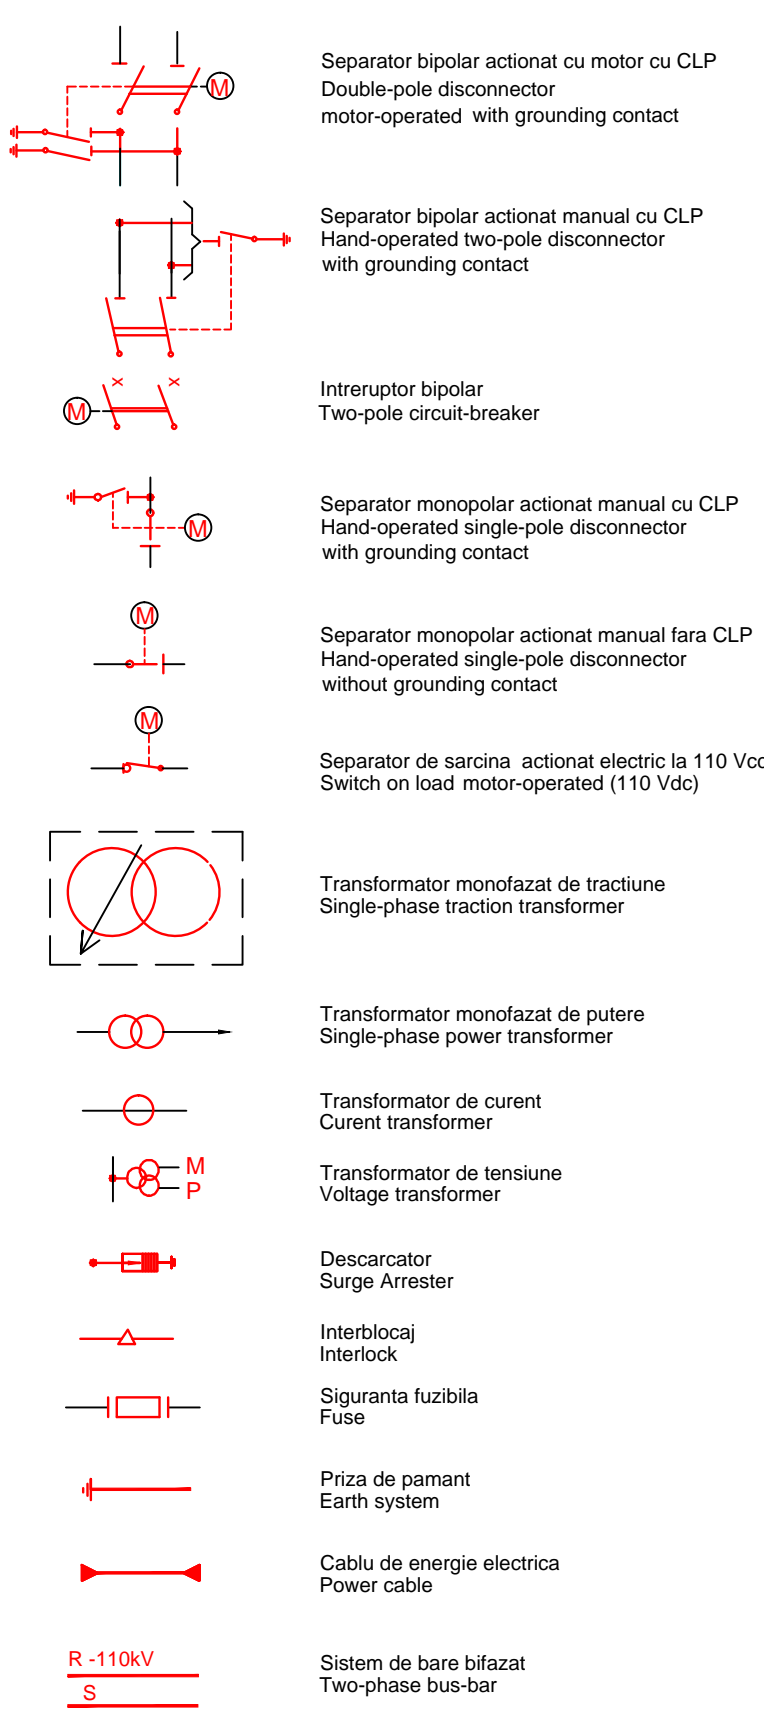 Separator bipolar actionat cu motor cu CLP
Double-pole disconnector
motor-operated with grounding contact
M
Separator bipolar actionat manual cu CLP
Hand-operated two-pole disconnector
with grounding contact
x x
M
Intreruptor bipolar
Two-pole circuit-breaker
Separator monopolar actionat manual cu CLP
Hand-operated single-pole disconnector
with grounding contact
M
M
Separator monopolar actionat manual fara CLP
Hand-operated single-pole disconnector
without grounding contact
M
Separator de sarcina actionat electric la 110 Vcc
Switch on load motor-operated (110 Vdc)
Transformator monofazat de tractiune
Single-phase traction transformer
Transformator monofazat de putere
Single-phase power transformer
Transformator de curent
Curent transformer
M
P
Transformator de tensiune
Voltage transformer
Descarcator
Surge Arrester
Interblocaj
Interlock
Siguranta fuzibila
Fuse
Priza de pamant
Earth system
Cablu de energie electrica
Power cable
R -110kV
S
Sistem de bare bifazat
Two-phase bus-bar